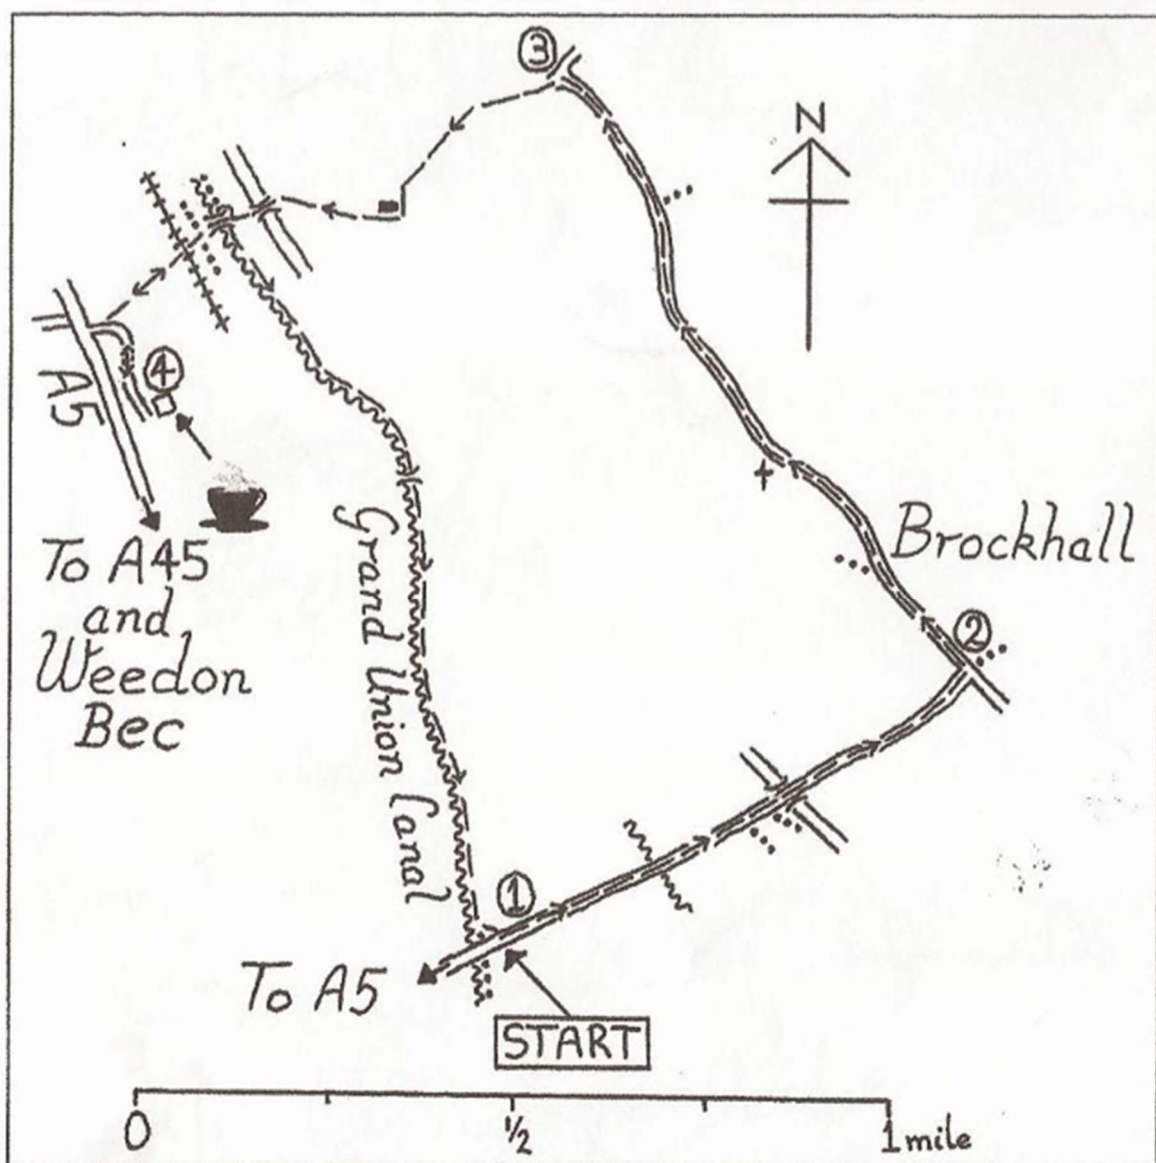 3
N
4
A5
To A45
and
Weedon
Bec
Brockhall
2
Grand Union Canal
1
To A5
START
0
1/2
1 mile